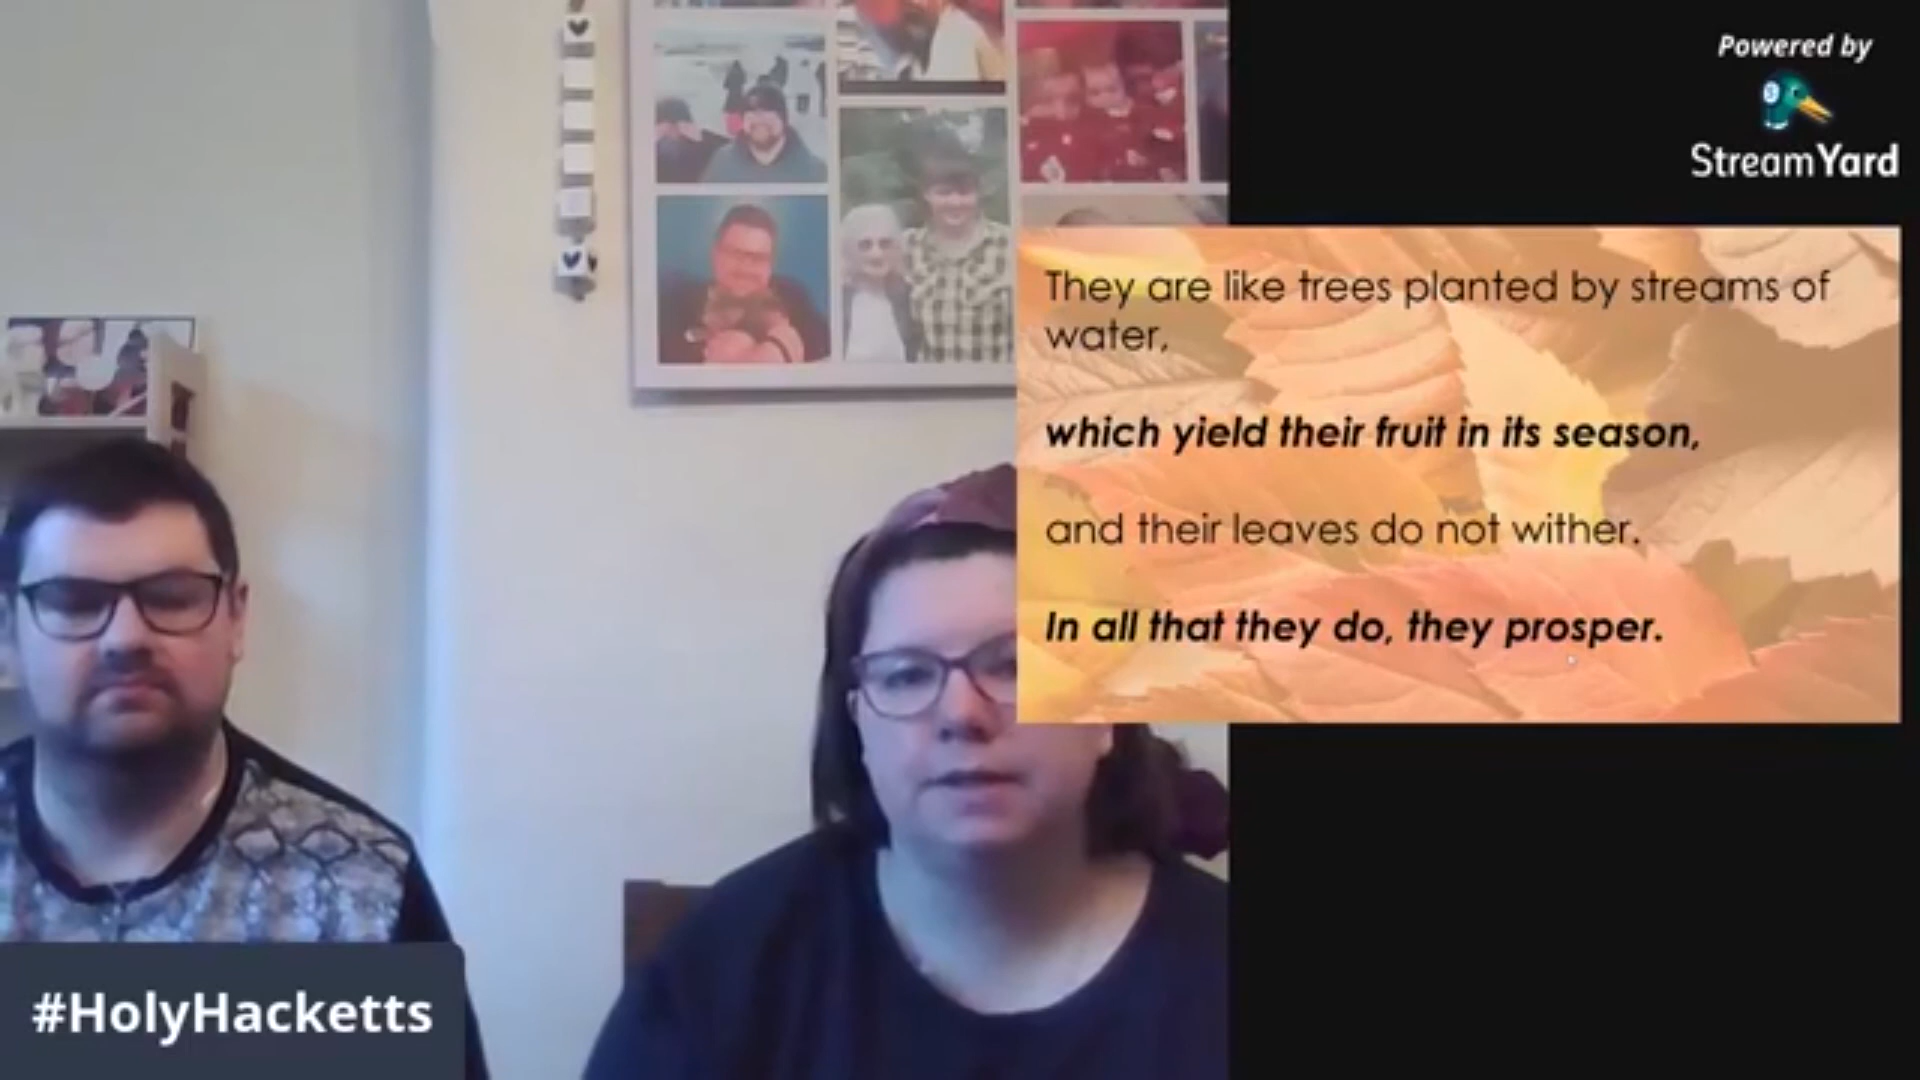 Powered by
StreamYard
They are like trees planted by streams of
water,
which yield their fruit in its season,
and their leaves do not wither.
In all that they do, they prosper.
#HolyHacketts